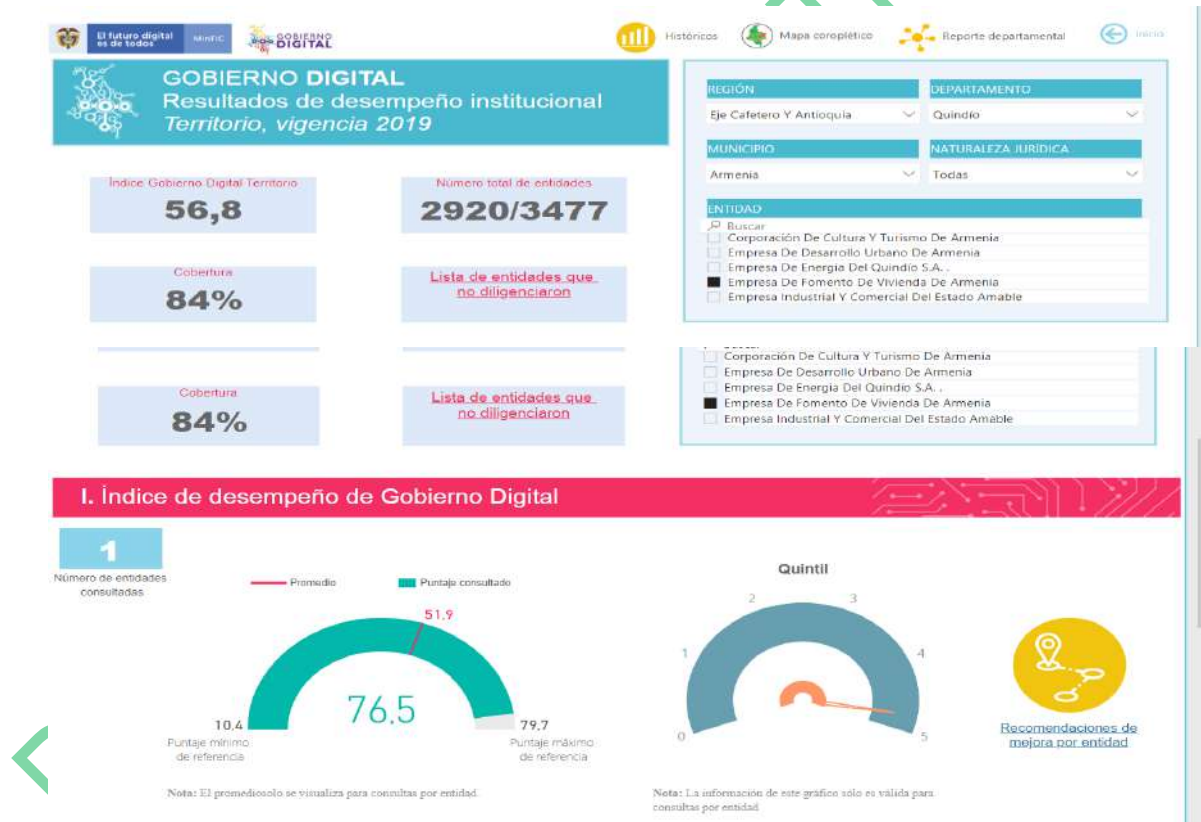 El futuro digital
es de todos
MinTIC
GOBIERNO
DIGITAL
Históricos
Mapa coroplético
Reporte departamental
Inicio
GOBIERNO DIGITAL
Resultados de desempeño institucional
Territorio, vigencia 2019
REGIÓN
DEPARTAMENTO
Eje Cafetero Y Antioquia
Quindío
MUNICIPIO
NATURALEZA JURÍDICA
Armenia
Todas
ENTIDAD
Buscar
Corporación De Cultura Y Turismo De Armenia
Empresa De Desarrollo Urbano De Armenia
Empresa De Energia Del Quindio S.A. .
Empresa De Fomento De Vivienda De Armenia
Empresa Industrial Y Comercial Del Estado Amable
Índice Gobierno Digital Territorio
56,8
Número total de entidades
2920/3477
Cobertura
84%
Lista de entidades que
no diligenciaron
Corporación De Cultura Y Turismo De Armenia
Empresa De Desarrollo Urbano De Armenia
Empresa De Energia Del Quindio S.A. .
Empresa De Fomento De Vivienda De Armenia
Empresa Industrial Y Comercial Del Estado Amable
Cobertura
84%
Lista de entidades que
no diligenciaron
I. Índice de desempeño de Gobierno Digital
1
Número de entidades
consultadas
Promedio
Puntaje consultado
51,9
76,5
10,4
Puntaje mínimo
de referencia
79,7
Puntaje máximo
de referencia
Nota: El promediosolo se visualiza para consultas por entidad.
Quintil
0
1
2
3
4
5
Nota: La información de este gráfico solo es válida para
consultas por entidad
Recomendaciones de
mejora por entidad